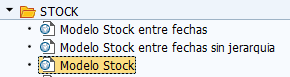 STOCK
Modelo Stock entre fechas
Modelo Stock entre fechas sin jerarquia
Modelo Stock